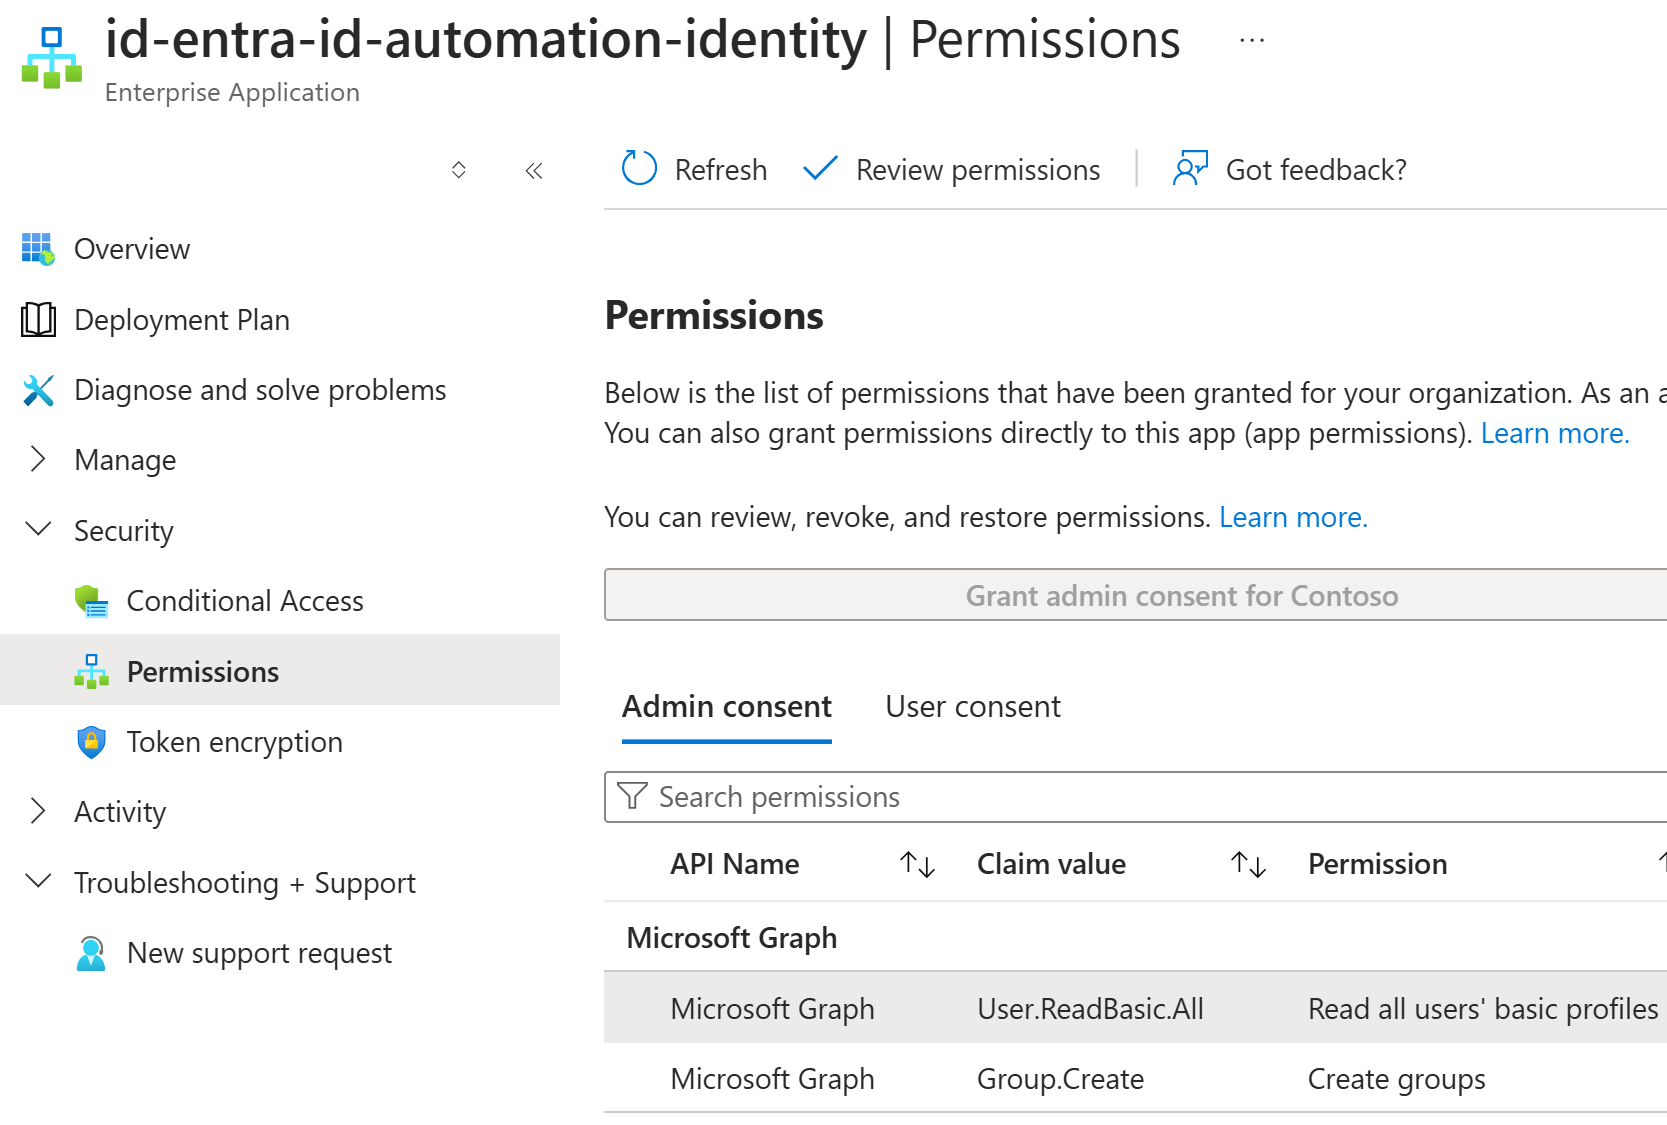 id-entra-id-automation-identity | Permissions ...
Enterprise Application
Refresh
Review permissions
Got feedback?
Overview
Deployment Plan
Diagnose and solve problems
Manage
Security
Conditional Access
Permissions
Token encryption
Activity
Troubleshooting + Support
New support request
Permissions
Below is the list of permissions that have been granted for your organization. As an a
You can also grant permissions directly to this app (app permissions). Learn more.
You can review, revoke, and restore permissions. Learn more.
Grant admin consent for Contoso
Admin consent User consent
Search permissions
API Name Claim value Permission
Microsoft Graph
Microsoft Graph User.ReadBasic.All Read all users' basic profiles
Microsoft Graph Group.Create Create groups